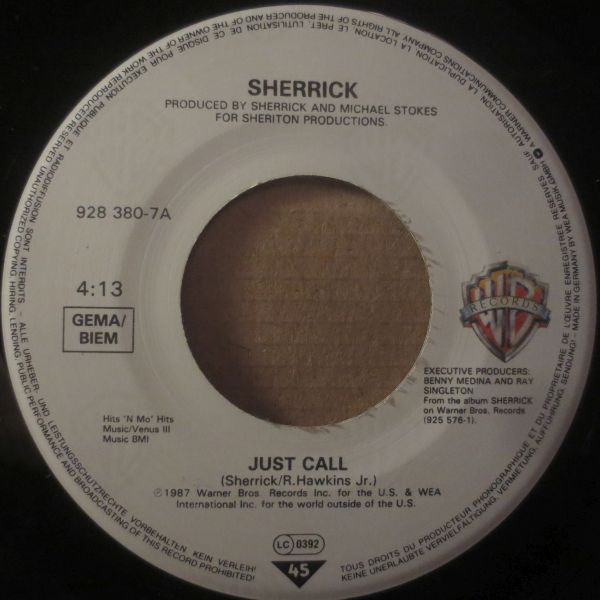 SHERRICK
PRODUCED BY SHERRICK AND MICHAEL STOKES
FOR SHERITON PRODUCTIONS.
928 380-7A
4:13
GEMA/
BIEM
WB
RECORDS
EXECUTIVE PRODUCERS:
BENNY MEDINA AND RAY
SINGLETON
From the album SHERRICK
on Warner Bros. Records
(925 576-1).
Hits 'N Mo' Hits
Music/Venus III
Music BMI
JUST CALL
(Sherrick/R.Hawkins Jr.)
℗1987 Warner Bros. Records Inc. for the U.S. & WEA
International Inc. for the world outside of the U.S.
LC 0392
45
SAUF AUTORISATION, LA DUPLICATION, LA LOCATION, LE PRET, L'UTILISATION DE CE DISQUE POUR EXECUTION PUBLIQUE ET RADIODIFFUSION SONT INTERDITS - ALLE URHEBER- UND LEISTUNGSSCHUTZRECHTE VORBEHALTEN KEIN VERLEIH!
TOUS DROITS DU PRODUCTEUR PHONOGRAPHIQUE ET DU PROPRIETAIRE DE L'ŒUVRE ENREGISTREE RESERVES
A WARNER COMMUNICATIONS COMPANY. ALL RIGHTS OF THE PRODUCER AND OF THE OWNER OF THE WORK REPRODUCED RESERVED UNAUTHORIZED COPYING, HIRING, LENDING, PUBLIC PERFORMANCE AND BROADCASTING OF THIS RECORD PROHIBITED!
KEINE UNERLAUBTE VERVIELFÄLTIGUNG, VERMIETUNG, AUFFÜHRUNG, SENDUNG! - MADE IN GERMANY BY WEA MUSIK GMBH